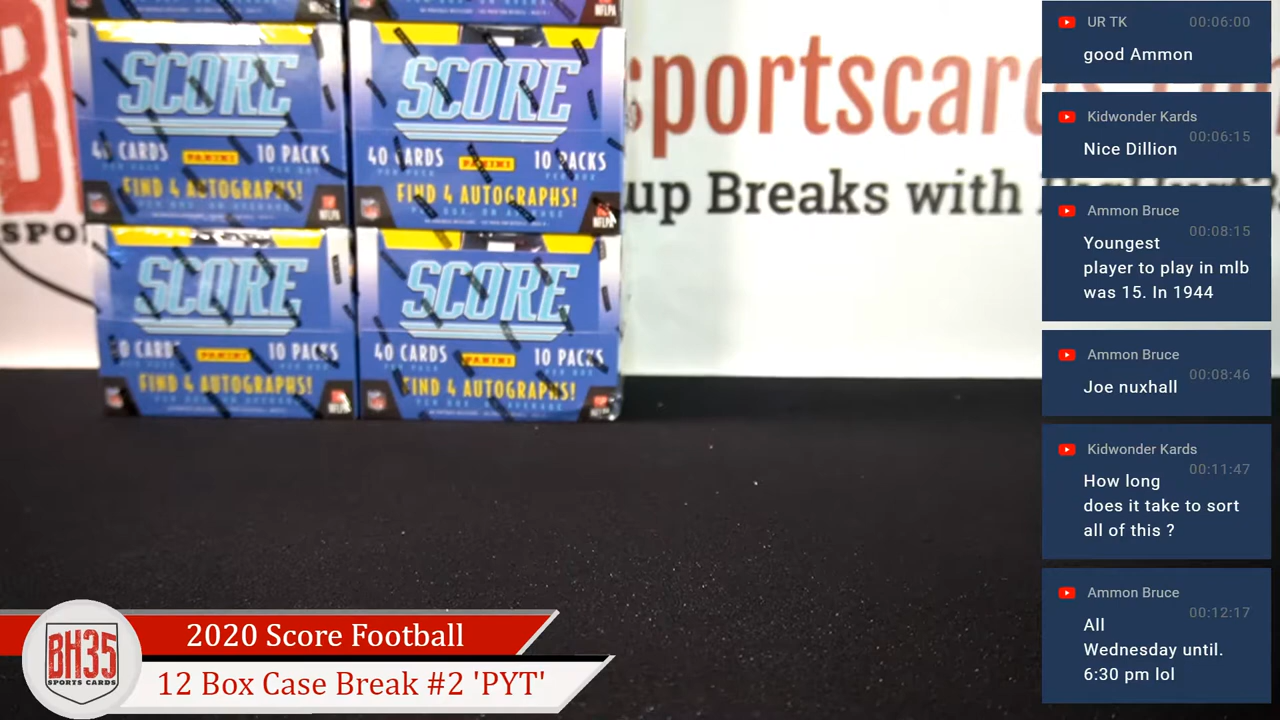 SCORE
40 CARDS PANINI 10 PACKS
FIND 4 AUTOGRAPHS!
SCORE
40 CARDS PANINI 10 PACKS
FIND 4 AUTOGRAPHS!
SCORE
0 CARDS PANINI 10 PACKS
FIND 4 AUTOGRAPHS!
SCORE
40 CARDS PANINI 10 PACKS
FIND 4 AUTOGRAPHS!
sportscar
up Breaks with
SPO
2020 Score Football
12 Box Case Break #2 'PYT'
BH35
SPORTS CARDS
UR TK 00:06:00
good Ammon
Kidwonder Kards
00:06:15
Nice Dillion
Ammon Bruce
00:08:15
Youngest
player to play in mlb
was 15. In 1944
Ammon Bruce
00:08:46
Joe nuxhall
Kidwonder Kards
00:11:47
How long
does it take to sort
all of this ?
Ammon Bruce
00:12:17
All
Wednesday until.
6:30 pm lol